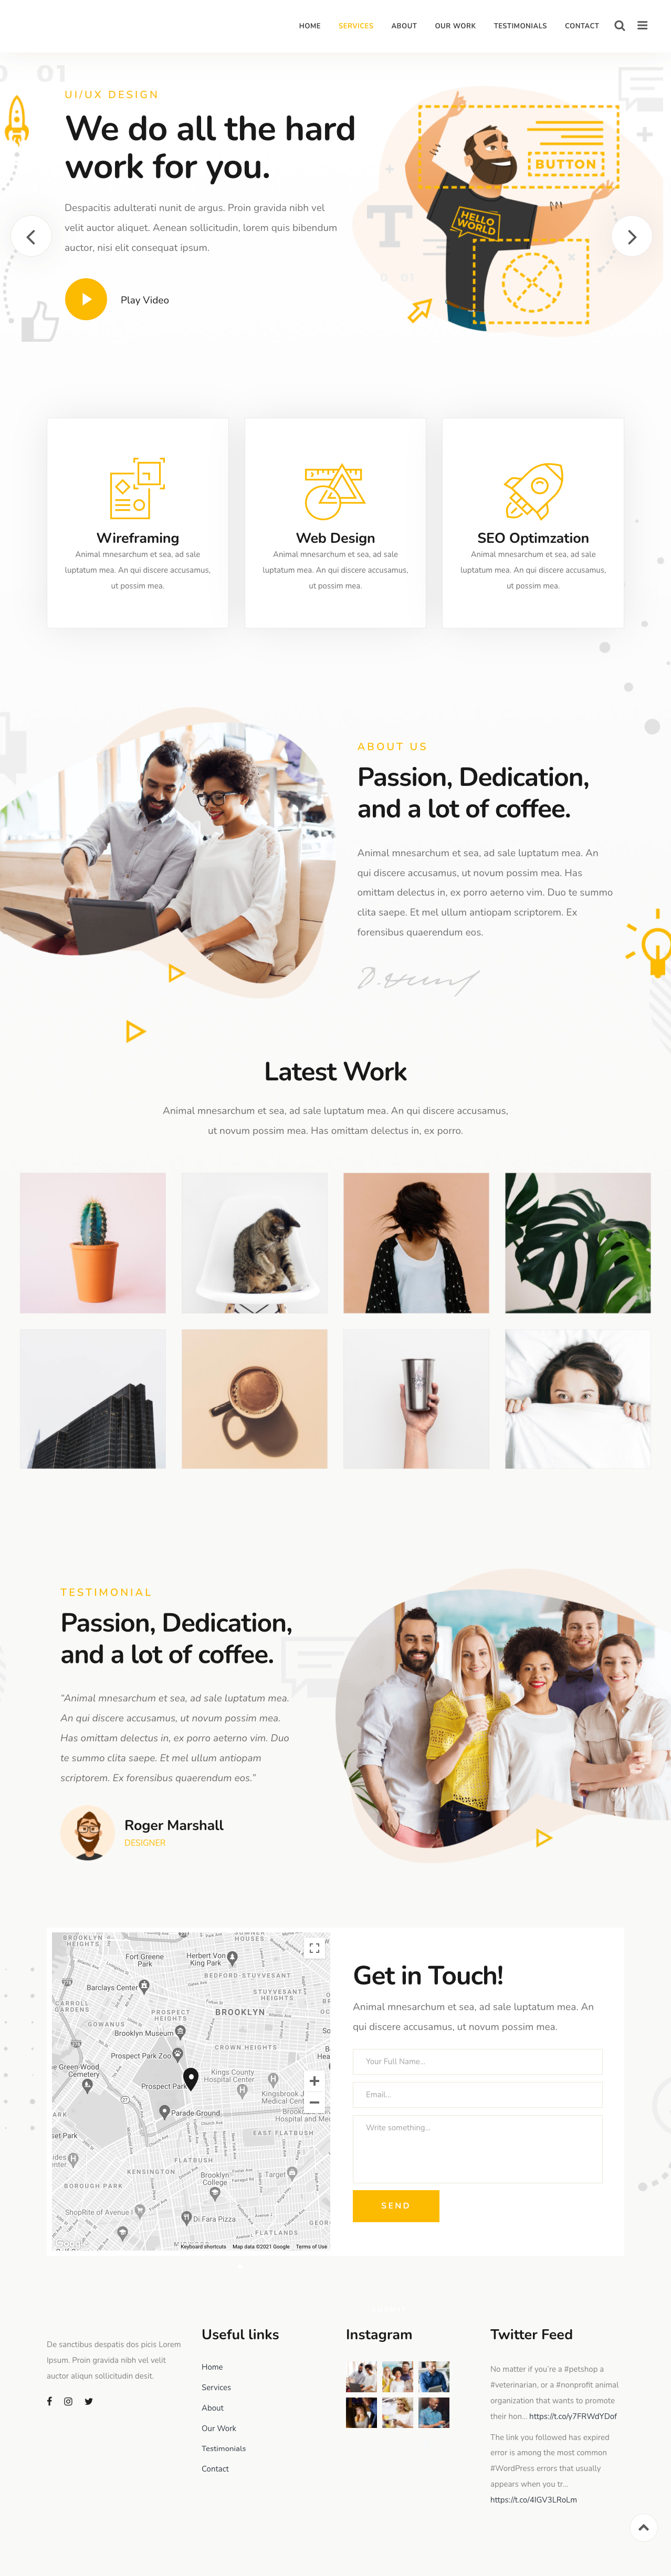 HOME SERVICES ABOUT OUR WORK TESTIMONIALS CONTACT
01
UI/UX DESIGN
We do all the hard
work for you.
Despacitis adulterati nunit de argus. Proin gravida nibh vel
velit auctor aliquet. Aenean sollicitudin, lorem quis bibendum
auctor, nisi elit consequat ipsum.
Play Video
BUTTON
HELLO
WORLD
T
0 01
Wireframing
Animal mnesarchum et sea, ad sale
luptatum mea. An qui discere accusamus,
ut possim mea.
Web Design
Animal mnesarchum et sea, ad sale
luptatum mea. An qui discere accusamus,
ut possim mea.
SEO Optimzation
Animal mnesarchum et sea, ad sale
luptatum mea. An qui discere accusamus,
ut possim mea.
ABOUT US
Passion, Dedication,
and a lot of coffee.
Animal mnesarchum et sea, ad sale luptatum mea. An
qui discere accusamus, ut novum possim mea. Has
omittam delectus in, ex porro aeterno vim. Duo te summo
clita saepe. Et mel ullum antiopam scriptorem. Ex
forensibus quaerendum eos.
Latest Work
Animal mnesarchum et sea, ad sale luptatum mea. An qui discere accusamus,
ut novum possim mea. Has omittam delectus in, ex porro.
TESTIMONIAL
Passion, Dedication,
and a lot of coffee.
“Animal mnesarchum et sea, ad sale luptatum mea.
An qui discere accusamus, ut novum possim mea.
Has omittam delectus in, ex porro aeterno vim. Duo
te summo clita saepe. Et mel ullum antiopam
scriptorem. Ex forensibus quaerendum eos.”
Roger Marshall
DESIGNER
BROOKLYN
HEIGHTS
SUMNER
HOUSES
Fort Greene
Park
Herbert Von
King Park
BEDFORD-STUYVESANT
Barclays Center
STUYVESANT
HEIGHTS
CARROLL
GARDENS
GOWANUS
PROSPECT
HEIGHTS
BROOKLYN
Brooklyn Museum
CROWN HEIGHTS
Prospect Park Zoo
Green-Wood
Cemetery
Prospect Park
Kings County
Hospital Center
Parade Ground
EAST FLATBUSH
FLATBUSH
KENSINGTON
Brooklyn
College
Target
BOROUGH PARK
ShopRite of Avenue I
Di Fara Pizza
FLATLANDS
Google
Keyboard shortcuts Map data ©2021 Google Terms of Use
Get in Touch!
Animal mnesarchum et sea, ad sale luptatum mea. An
qui discere accusamus, ut novum possim mea.
Your Full Name...
Email...
Write something...
SEND
De sanctibus despatis dos picis Lorem
Ipsum. Proin gravida nibh vel velit
auctor aliqun sollicitudin desit.
Useful links
Home
Services
About
Our Work
Testimonials
Contact
Instagram
Twitter Feed
No matter if you’re a #petshop a
#veterinarian, or a #nonprofit animal
organization that wants to promote
their hon… https://t.co/y7FRWdYDof
The link you followed has expired
error is among the most common
#WordPress errors that usually
appears when you tr…
https://t.co/4IGV3LRoLm